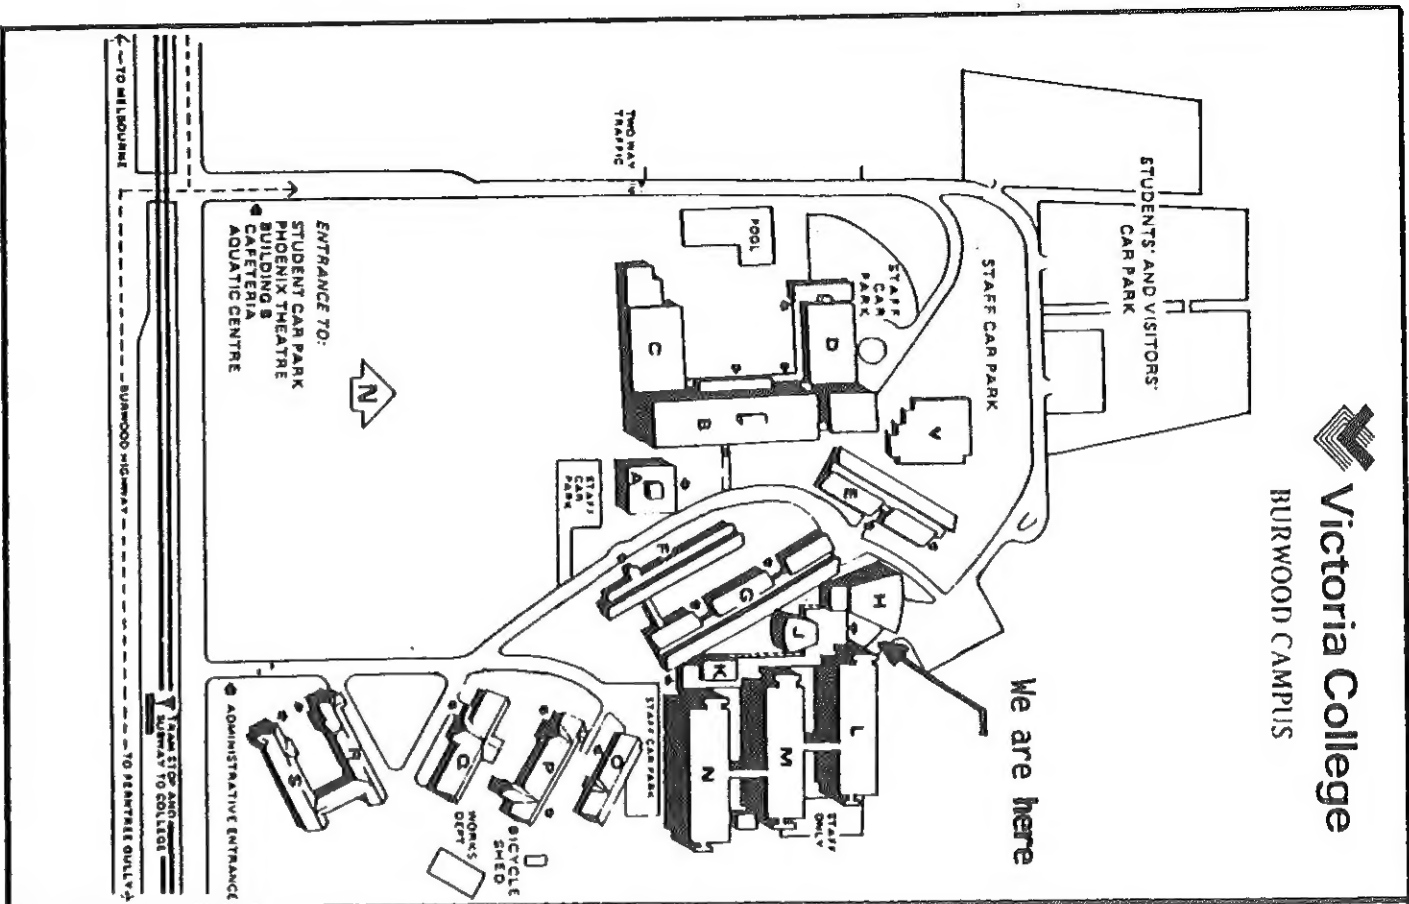 Victoria College
BURWOOD CAMPUS
STUDENTS' AND VISITORS'
CAR PARK
STAFF CAR PARK
We are here
TWO WAY
TRAFFIC
POOL
STAFF
CAR
PARK
D
C
B
V
E
A
STAFF
CAR
PARK
F
G
H
J
K
L
M
N
STAFF
ONLY
STAFF CAR PARK
O
P
Q
R
S
BICYCLE
SHED
WORKS
DEPT
N
ENTRANCE TO:
STUDENT CAR PARK
PHOENIX THEATRE
BUILDING B
CAFETERIA
AQUATIC CENTRE
ADMINISTRATIVE ENTRANCE
TRAM STOP AND
SUBWAY TO COLLEGE
TO MELBOURNE
BURWOOD HIGHWAY
TO FERNTREE GULLY